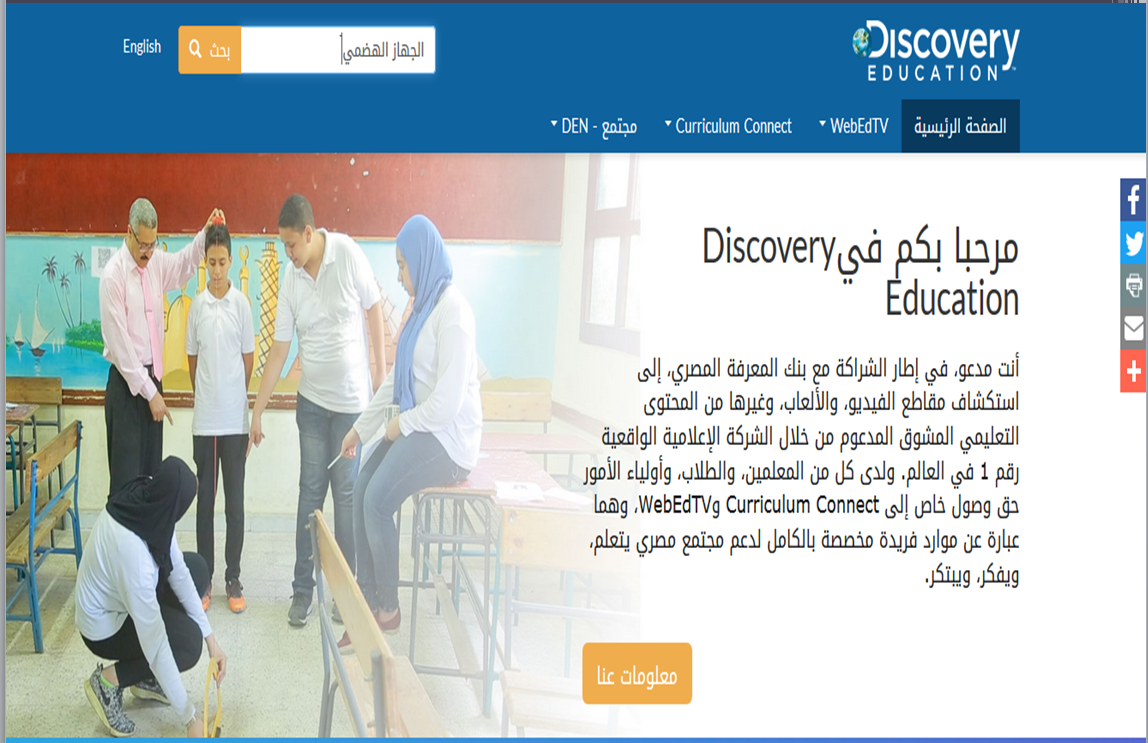 DISCOVERY
EDUCATION
الجهاز الهضمي
بحث
English
الصفحة الرئيسية
WebEdTV
Curriculum Connect
مجتمع - DEN
مرحبا بكم فيDiscovery
Education
أنت مدعو، في إطار الشراكة مع بنك المعرفة المصري، إلى
استكشاف مقاطع الفيديو، والألعاب، وغيرها من المحتوى
التعليمي المشوق المدعوم من خلال الشركة الإعلامية الواقعية
رقم 1 في العالم. ولدى كل من المعلمين، والطلاب، وأولياء الأمور
حق وصول خاص إلى Curriculum Connect وWebEdTV، وهما
عبارة عن موارد فريدة مخصصة بالكامل لدعم مجتمع مصري يتعلم،
ويفكر، ويبتكر.
معلومات عنا